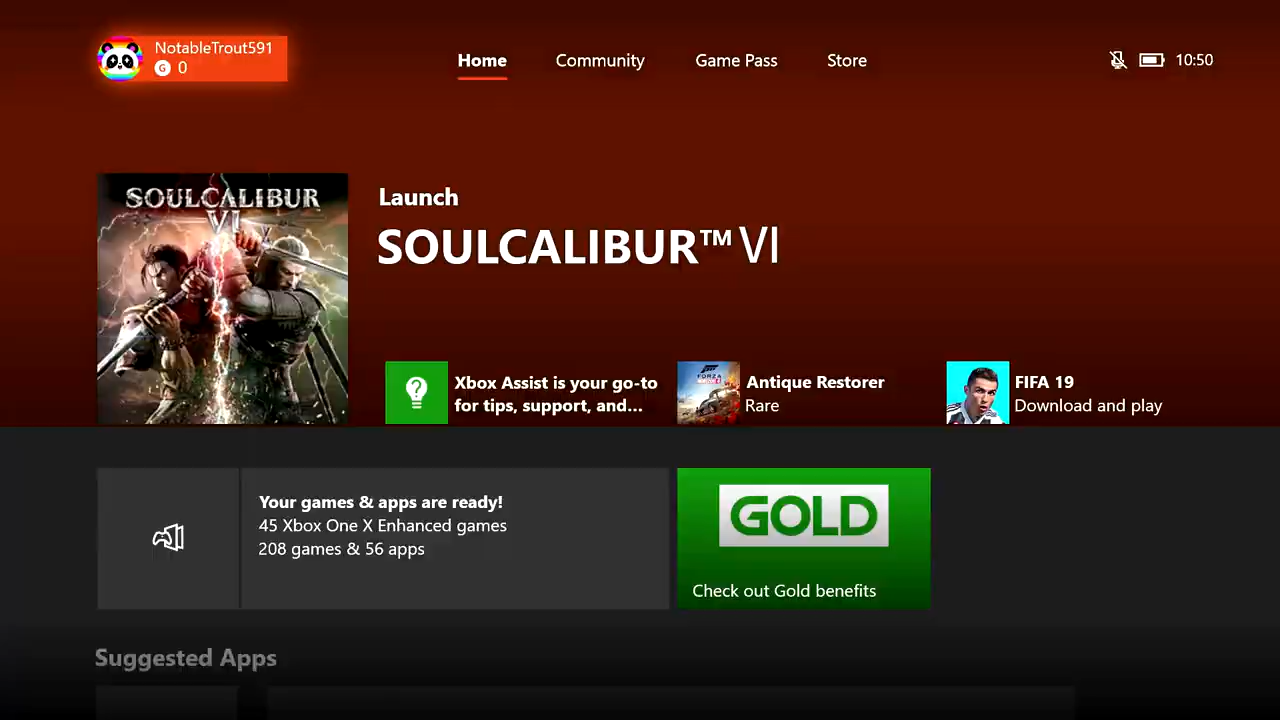 NotableTrout591
G 0
Home
Community
Game Pass
Store
10:50
SOULCALIBUR
VI
Launch
SOULCALIBUR™ VI
Xbox Assist is your go-to
for tips, support, and...
FORZA
Antique Restorer
Rare
FIFA 19
Download and play
Your games & apps are ready!
45 Xbox One X Enhanced games
208 games & 56 apps
GOLD
Check out Gold benefits
Suggested Apps